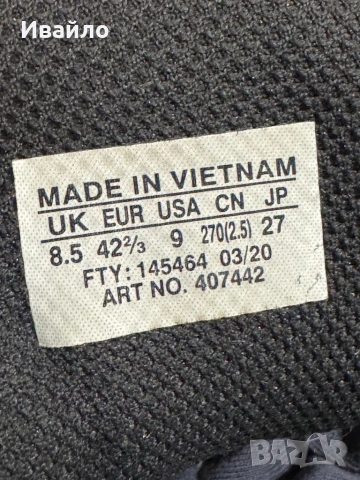 Ивайло
MADE IN VIETNAM
UK EUR USA CN JP
8.5 42⅔ 9 270(2.5) 27
FTY: 145464 03/20
ART NO. 407442
BAZAR